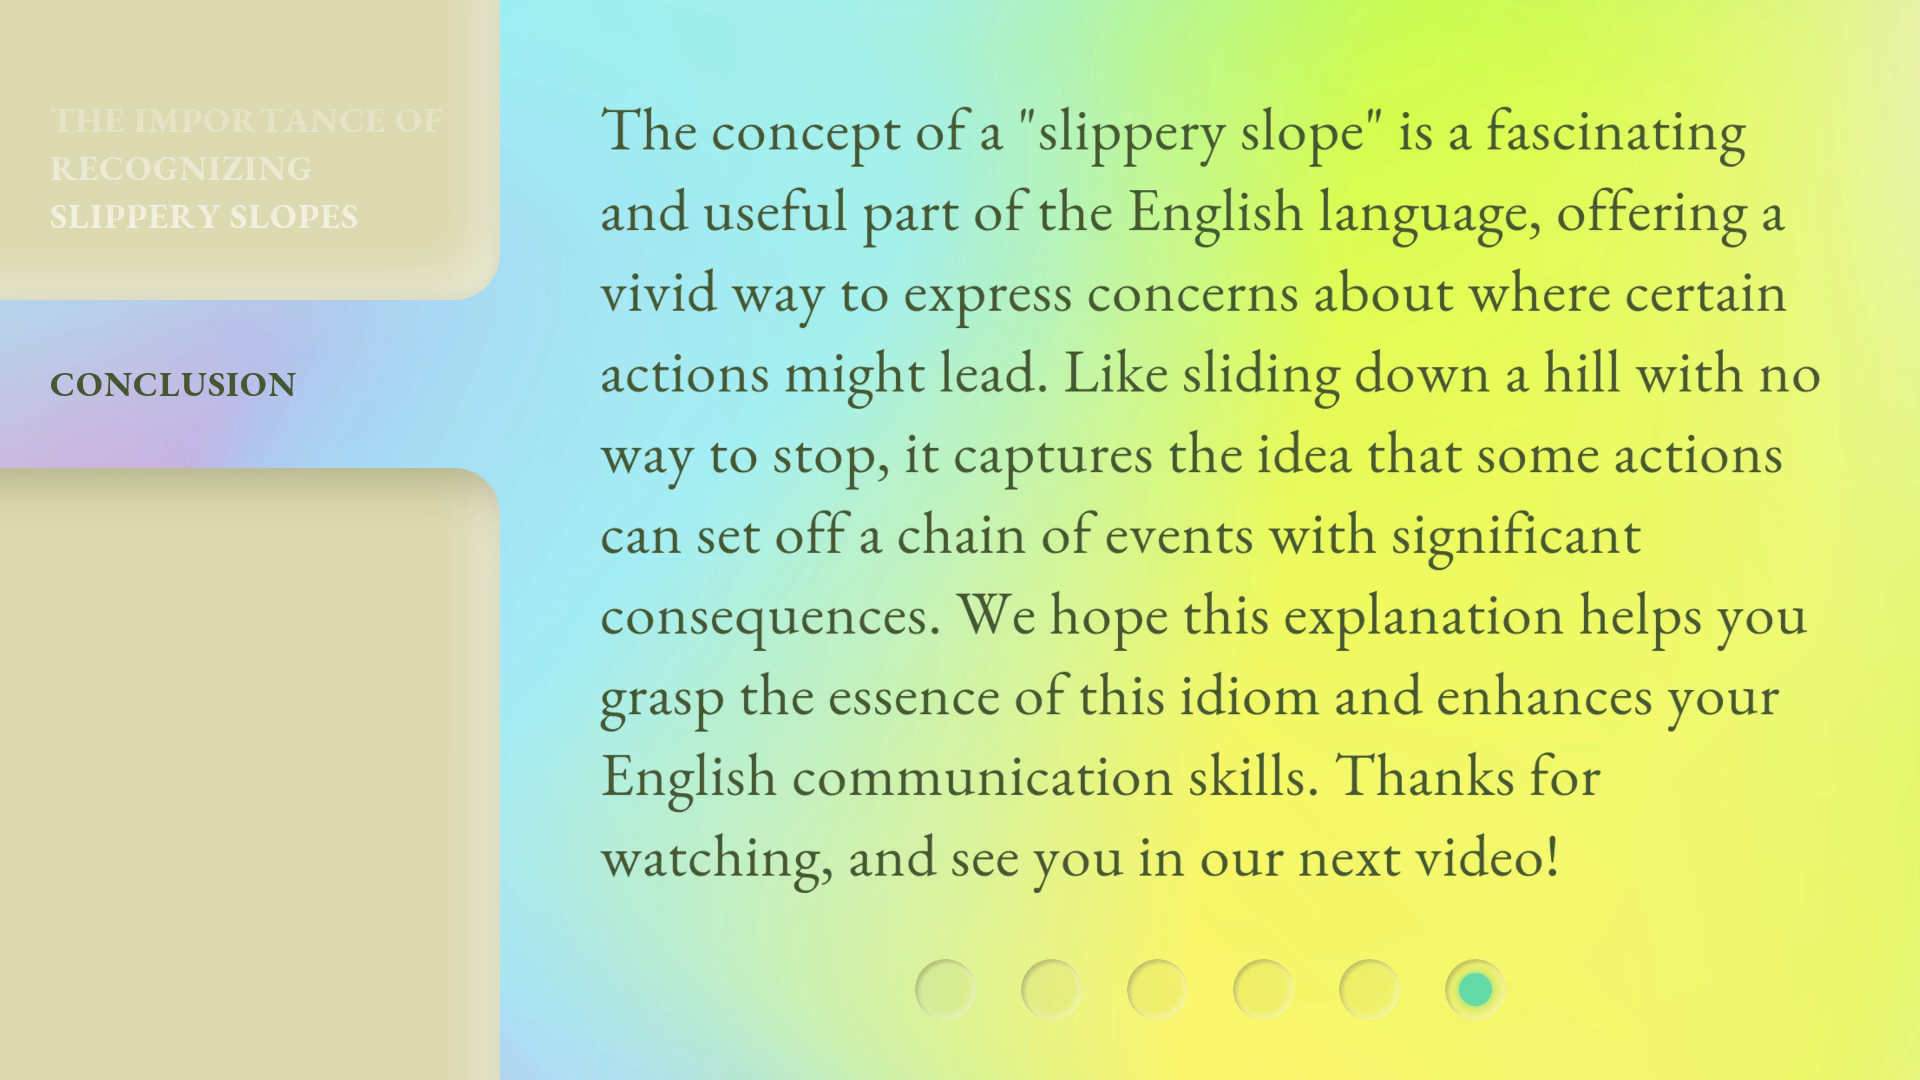 THE IMPORTANCE OF
RECOGNIZING
SLIPPERY SLOPES
CONCLUSION
The concept of a "slippery slope" is a fascinating
and useful part of the English language, offering a
vivid way to express concerns about where certain
actions might lead. Like sliding down a hill with no
way to stop, it captures the idea that some actions
can set off a chain of events with significant
consequences. We hope this explanation helps you
grasp the essence of this idiom and enhances your
English communication skills. Thanks for
watching, and see you in our next video!